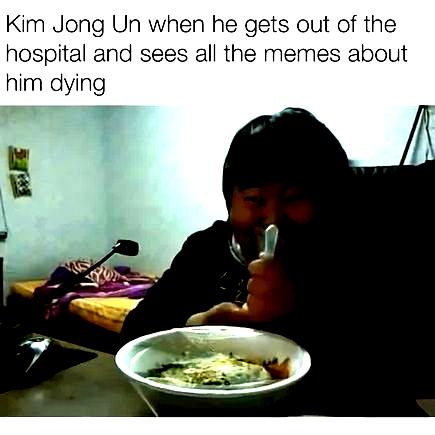 Kim Jong Un when he gets out of the
hospital and sees all the memes about
him dying